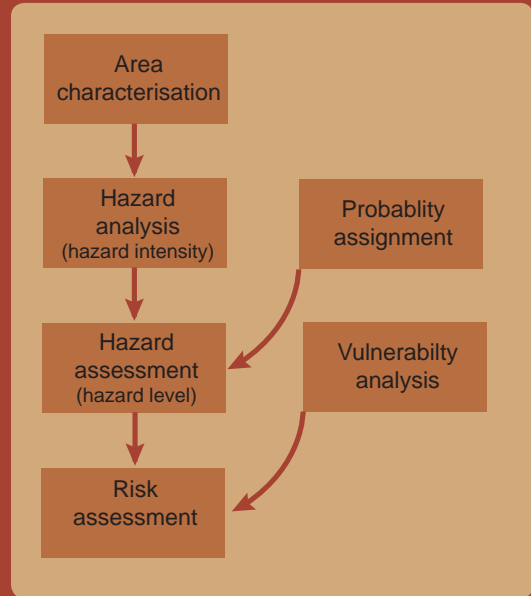 Area
characterisation
Hazard
analysis
(hazard intensity)
Probablity
assignment
Hazard
assessment
(hazard level)
Vulnerabilty
analysis
Risk
assessment